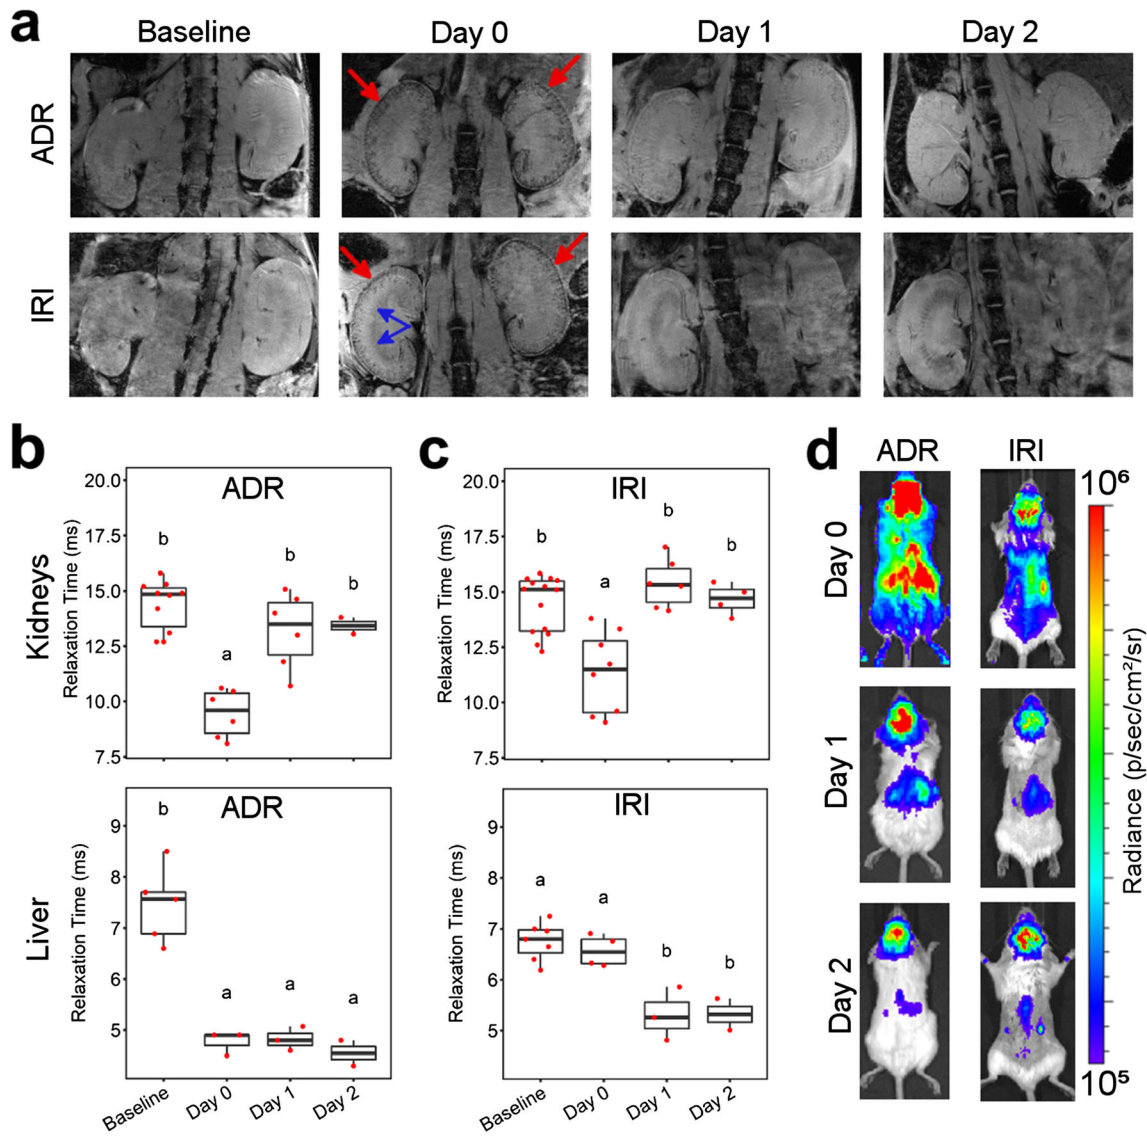 a
Baseline Day 0 Day 1 Day 2
ADR
IRI
b
c
d
Kidneys
Relaxation Time (ms)
20.0
17.5
15.0
12.5
10.0
7.5
ADR
b
a
b
b
Relaxation Time (ms)
20.0
17.5
15.0
12.5
10.0
7.5
IRI
b
a
b
b
Liver
Relaxation Time (ms)
9
8
7
6
5
ADR
b
a
a
a
Baseline Day 0 Day 1 Day 2
Relaxation Time (ms)
9
8
7
6
5
IRI
a
a
b
b
Baseline Day 0 Day 1 Day 2
ADR IRI
Day 0
Day 1
Day 2
10⁶
Radiance (p/sec/cm²/sr)
10⁵